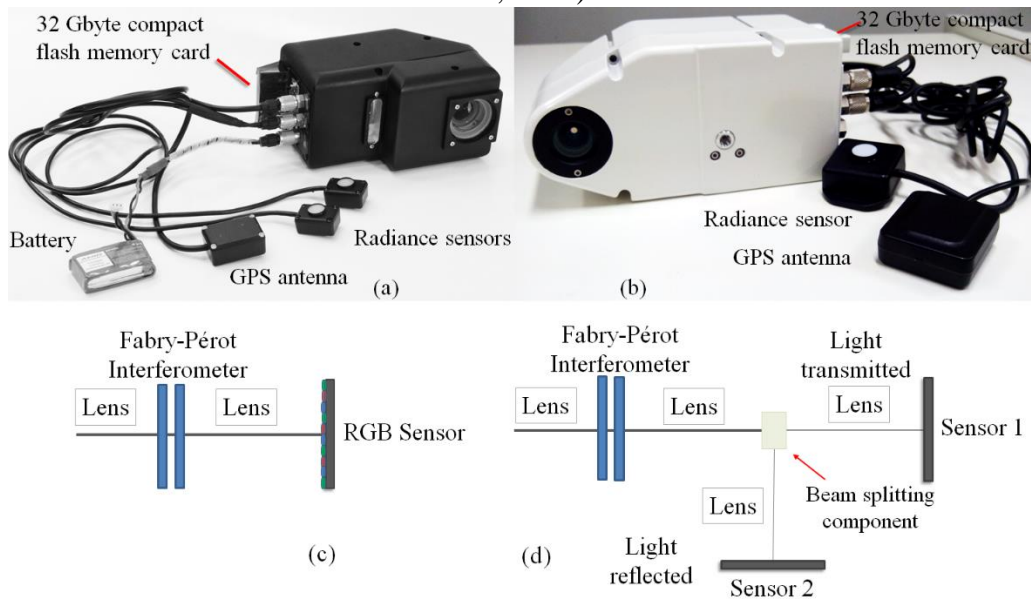 32 Gbyte compact
flash memory card
Battery
GPS antenna
Radiance sensors
(a)
32 Gbyte compact
flash memory card
Radiance sensor
GPS antenna
(b)
Fabry-Pérot
Interferometer
Lens
Lens
RGB Sensor
(c)
Fabry-Pérot
Interferometer
Light
transmitted
Lens
Lens
Lens
Sensor 1
Beam splitting
component
Lens
(d)
Light
reflected
Sensor 2